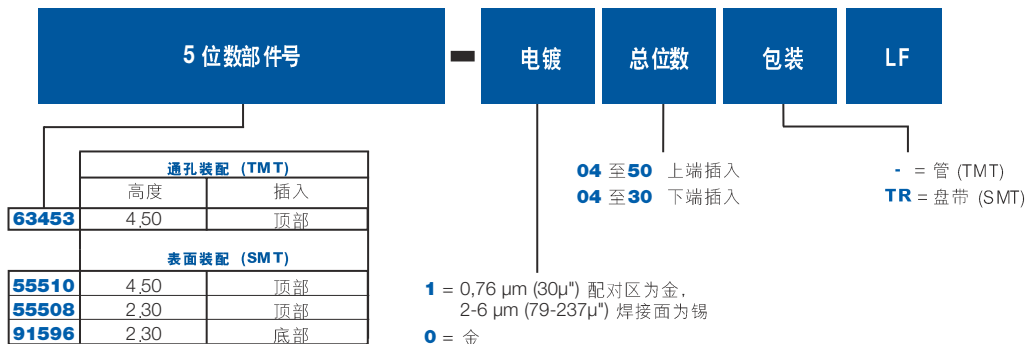 5 位数部件号 - 电镀 总位数 包装 LF
通孔装配 (TMT)
高度 插入
63453 4,50 顶部
表面装配 (SMT)
55510 4,50 顶部
55508 2,30 顶部
91596 2,30 底部
1 = 0,76 μm (30μ") 配对区为金,
2-6 μm (79-237μ") 焊接面为锡
0 = 金
04 至50 上端插入
04 至30 下端插入
- = 管 (TMT)
TR = 盘带 (SMT)